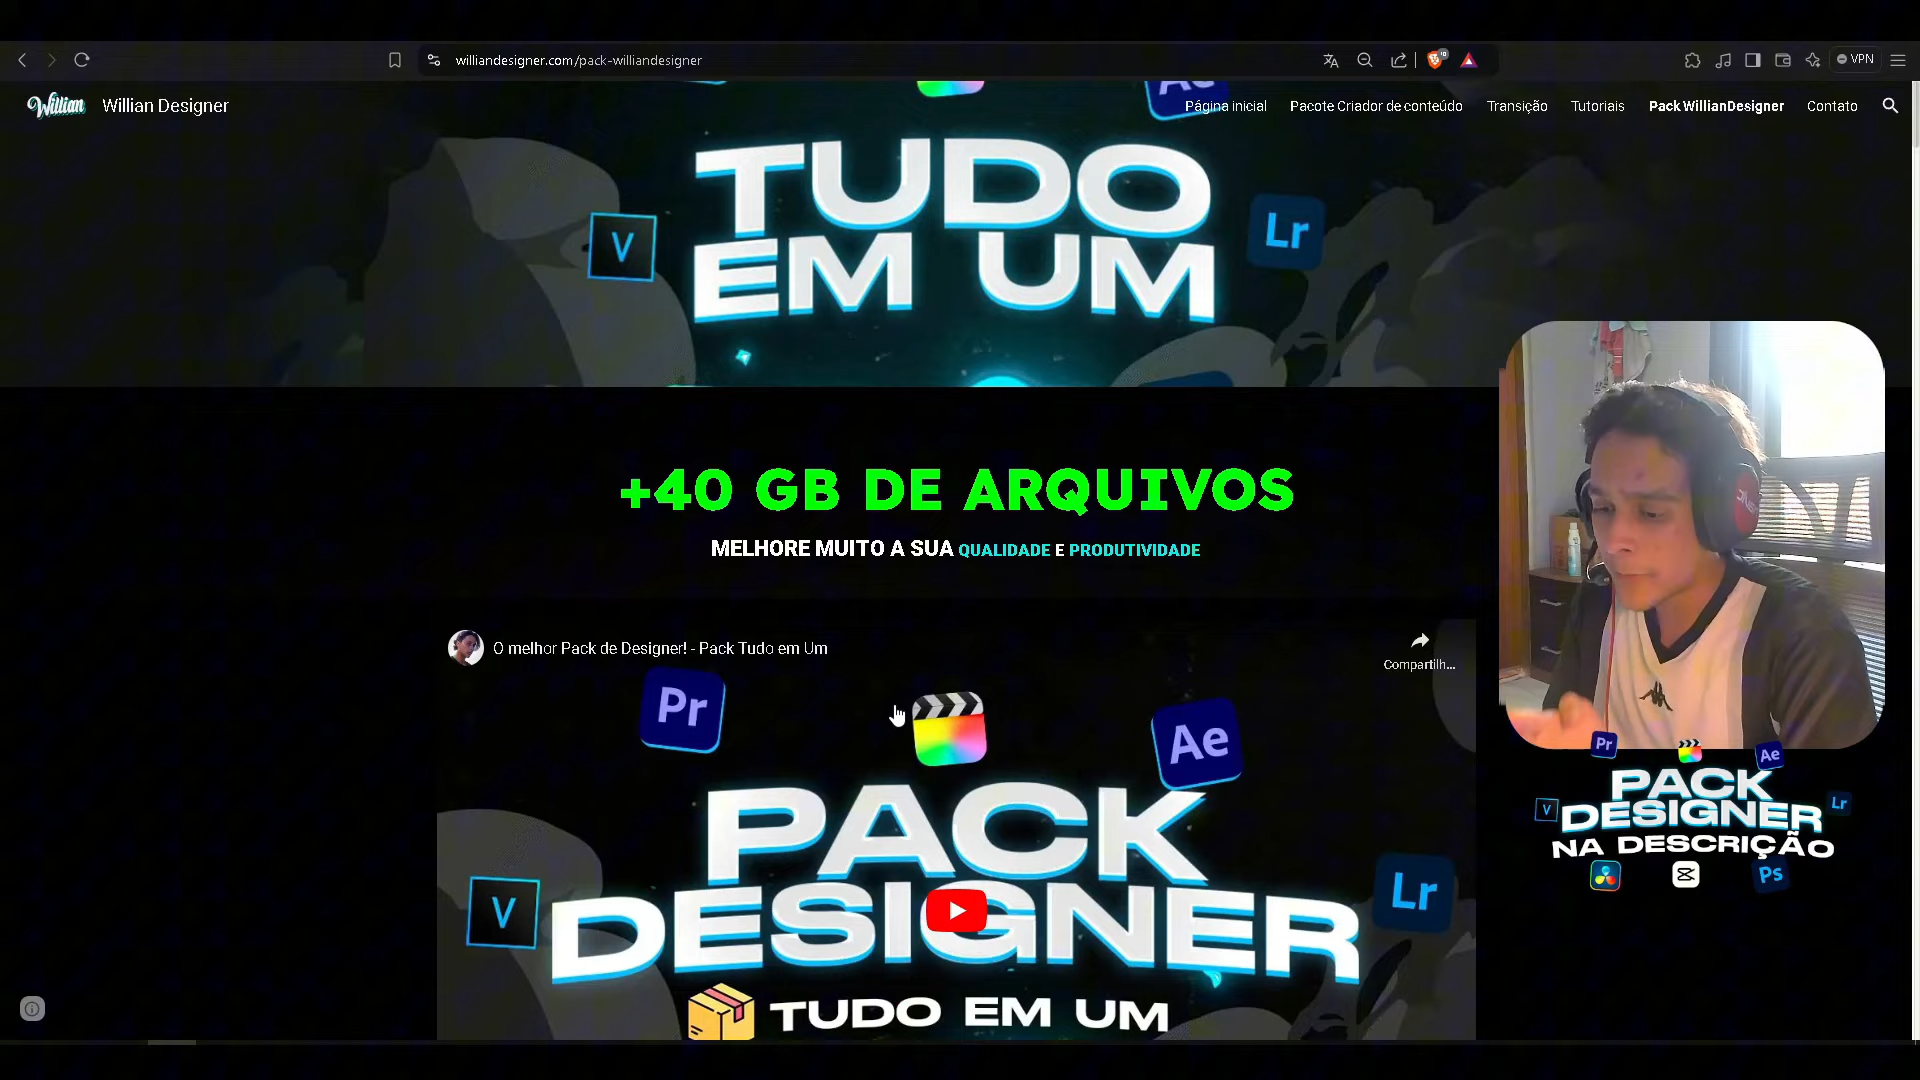 williandesigner.com/pack-williandesigner
VPN
Willian
Willian Designer
Página inicial
Pacote Criador de conteúdo
Transição
Tutoriais
Pack WillianDesigner
Contato
Ae
TUDO
EM UM
V
Lr
+40 GB DE ARQUIVOS
MELHORE MUITO A SUA QUALIDADE E PRODUTIVIDADE
O melhor Pack de Designer! - Pack Tudo em Um
Compartilh...
Pr
Ae
PACK
DESIGNER
V
Lr
TUDO EM UM
Pr
Ae
PACK
DESIGNER
V
Lr
NA DESCRIÇÃO
Ps